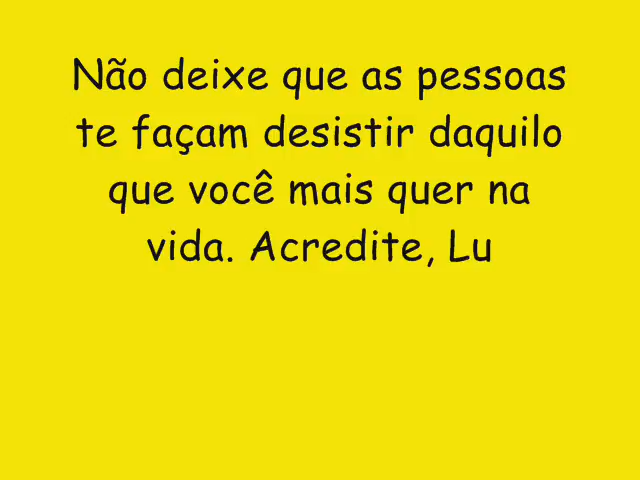 Não deixe que as pessoas
te façam desistir daquilo
que você mais quer na
vida. Acredite, Lu